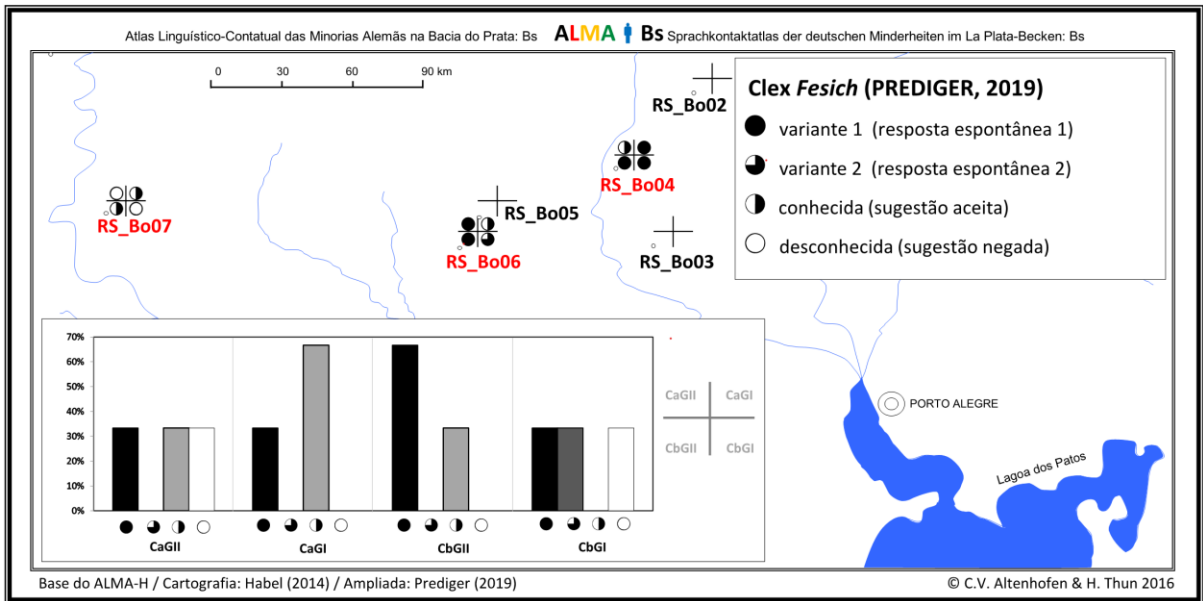 Atlas Linguístico-Contatual das Minorias Alemãs na Bacia do Prata: Bs ALMA Bs Sprachkontaktatlas der deutschen Minderheiten im La Plata-Becken: Bs
0 30 60 90 km
Clex Fesich (PREDIGER, 2019)
variante 1 (resposta espontânea 1)
variante 2 (resposta espontânea 2)
conhecida (sugestão aceita)
desconhecida (sugestão negada)
RS_Bo02
RS_Bo04
RS_Bo07
RS_Bo05
RS_Bo06
RS_Bo03
70%
60%
50%
40%
30%
20%
10%
0%
CaGII CaGI CbGII CbGI
CaGII CaGI
CbGII CbGI
PORTO ALEGRE
Lagoa dos Patos
Base do ALMA-H / Cartografia: Habel (2014) / Ampliada: Prediger (2019) © C.V. Altenhofen & H. Thun 2016